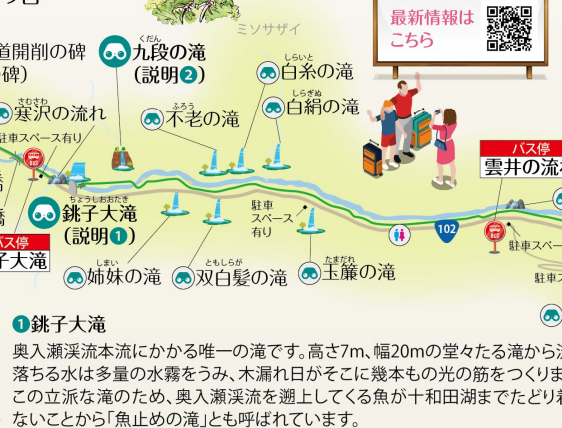 最新情報は
こちら
ミソサザイ
道開削の碑
碑)
くだん
九段の滝
(説明❷)
しらいと
白糸の滝
しらぎぬ
白絹の滝
さむさわ
寒沢の流れ
ふろう
不老の滝
駐車スペース有り
BUS
バス停
雲井の流れ
ちょうしおおたき
銚子大滝
(説明❶)
橋
バス停
子大滝
駐車
スペース
有り
102
BUS
駐車スペー
駐車ス
しまい
姉妹の滝
ともしらが
双白髪の滝
たまだれ
玉簾の滝
❶銚子大滝
奥入瀬渓流本流にかかる唯一の滝です。高さ7m、幅20mの堂々たる滝から流
落ちる水は多量の水霧をうみ、木漏れ日がそこに幾本もの光の筋をつくりま
この立派な滝のため、奥入瀬渓流を遡上してくる魚が十和田湖までたどり着
ないことから「魚止めの滝」とも呼ばれています。